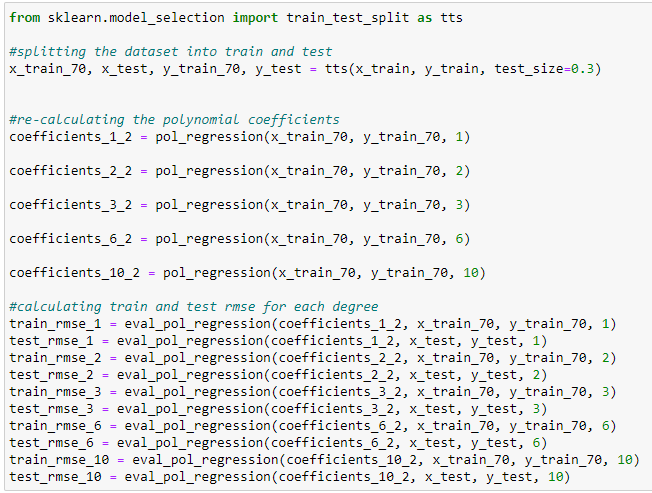 from sklearn.model_selection import train_test_split as tts
#splitting the dataset into train and test
x_train_70, x_test, y_train_70, y_test = tts(x_train, y_train, test_size=0.3)
#re-calculating the polynomial coefficients
coefficients_1_2 = pol_regression(x_train_70, y_train_70, 1)
coefficients_2_2 = pol_regression(x_train_70, y_train_70, 2)
coefficients_3_2 = pol_regression(x_train_70, y_train_70, 3)
coefficients_6_2 = pol_regression(x_train_70, y_train_70, 6)
coefficients_10_2 = pol_regression(x_train_70, y_train_70, 10)
#calculating train and test rmse for each degree
train_rmse_1 = eval_pol_regression(coefficients_1_2, x_train_70, y_train_70, 1)
test_rmse_1 = eval_pol_regression(coefficients_1_2, x_test, y_test, 1)
train_rmse_2 = eval_pol_regression(coefficients_2_2, x_train_70, y_train_70, 2)
test_rmse_2 = eval_pol_regression(coefficients_2_2, x_test, y_test, 2)
train_rmse_3 = eval_pol_regression(coefficients_3_2, x_train_70, y_train_70, 3)
test_rmse_3 = eval_pol_regression(coefficients_3_2, x_test, y_test, 3)
train_rmse_6 = eval_pol_regression(coefficients_6_2, x_train_70, y_train_70, 6)
test_rmse_6 = eval_pol_regression(coefficients_6_2, x_test, y_test, 6)
train_rmse_10 = eval_pol_regression(coefficients_10_2, x_train_70, y_train_70, 10)
test_rmse_10 = eval_pol_regression(coefficients_10_2, x_test, y_test, 10)